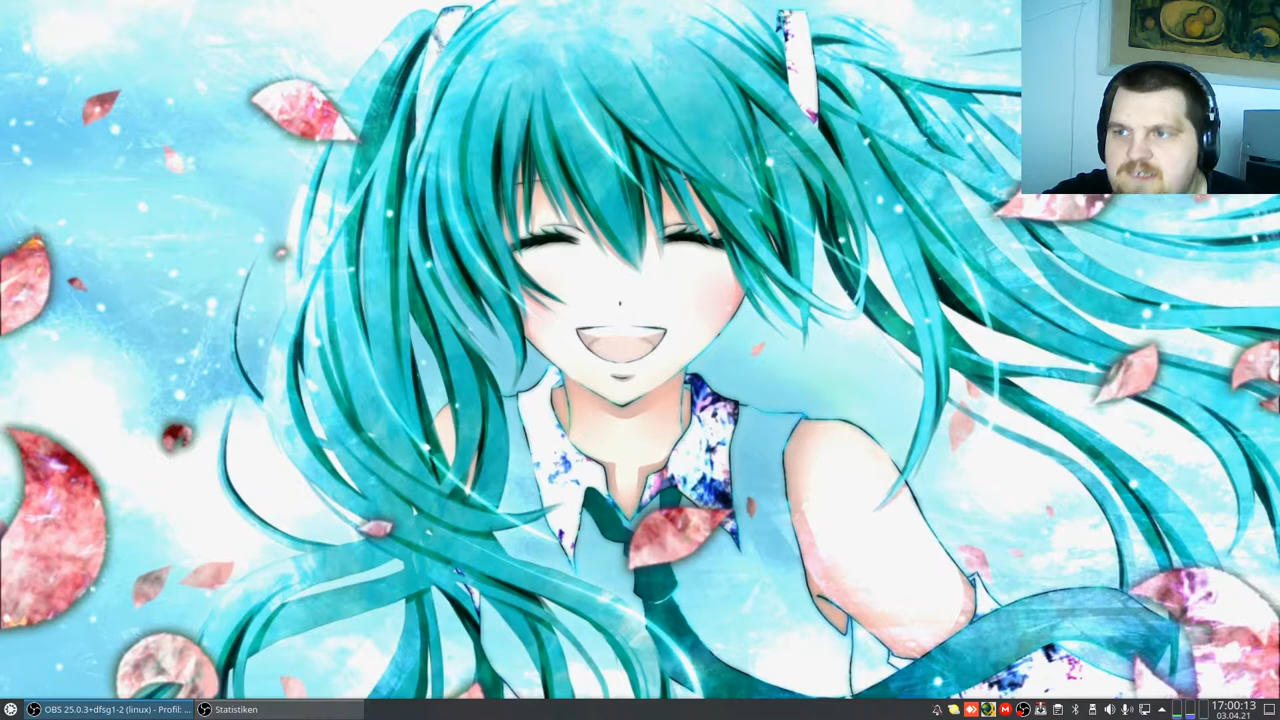 OBS 25.0.3+dfsg1-2 (linux) - Profil: ...
Statistiken
17:00:13
03.04.21